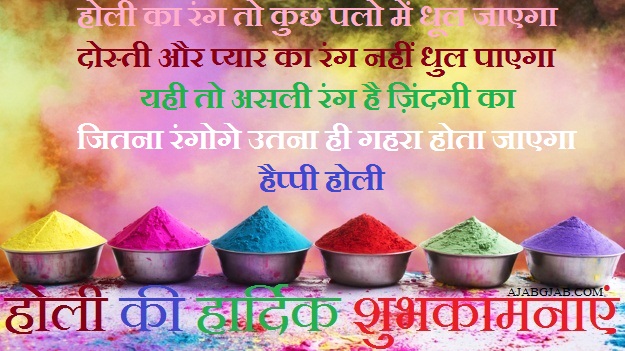 होली का रंग तो कुछ पलो में धूल जाएगा
दोस्ती और प्यार का रंग नहीं धुल पाएगा
यही तो असली रंग है ज़िंदगी का
जितना रंगोगे उतना ही गहरा होता जाएगा
हैप्पी होली
AJABGJAB.COM
होली की हार्दिक शुभकामनाएं